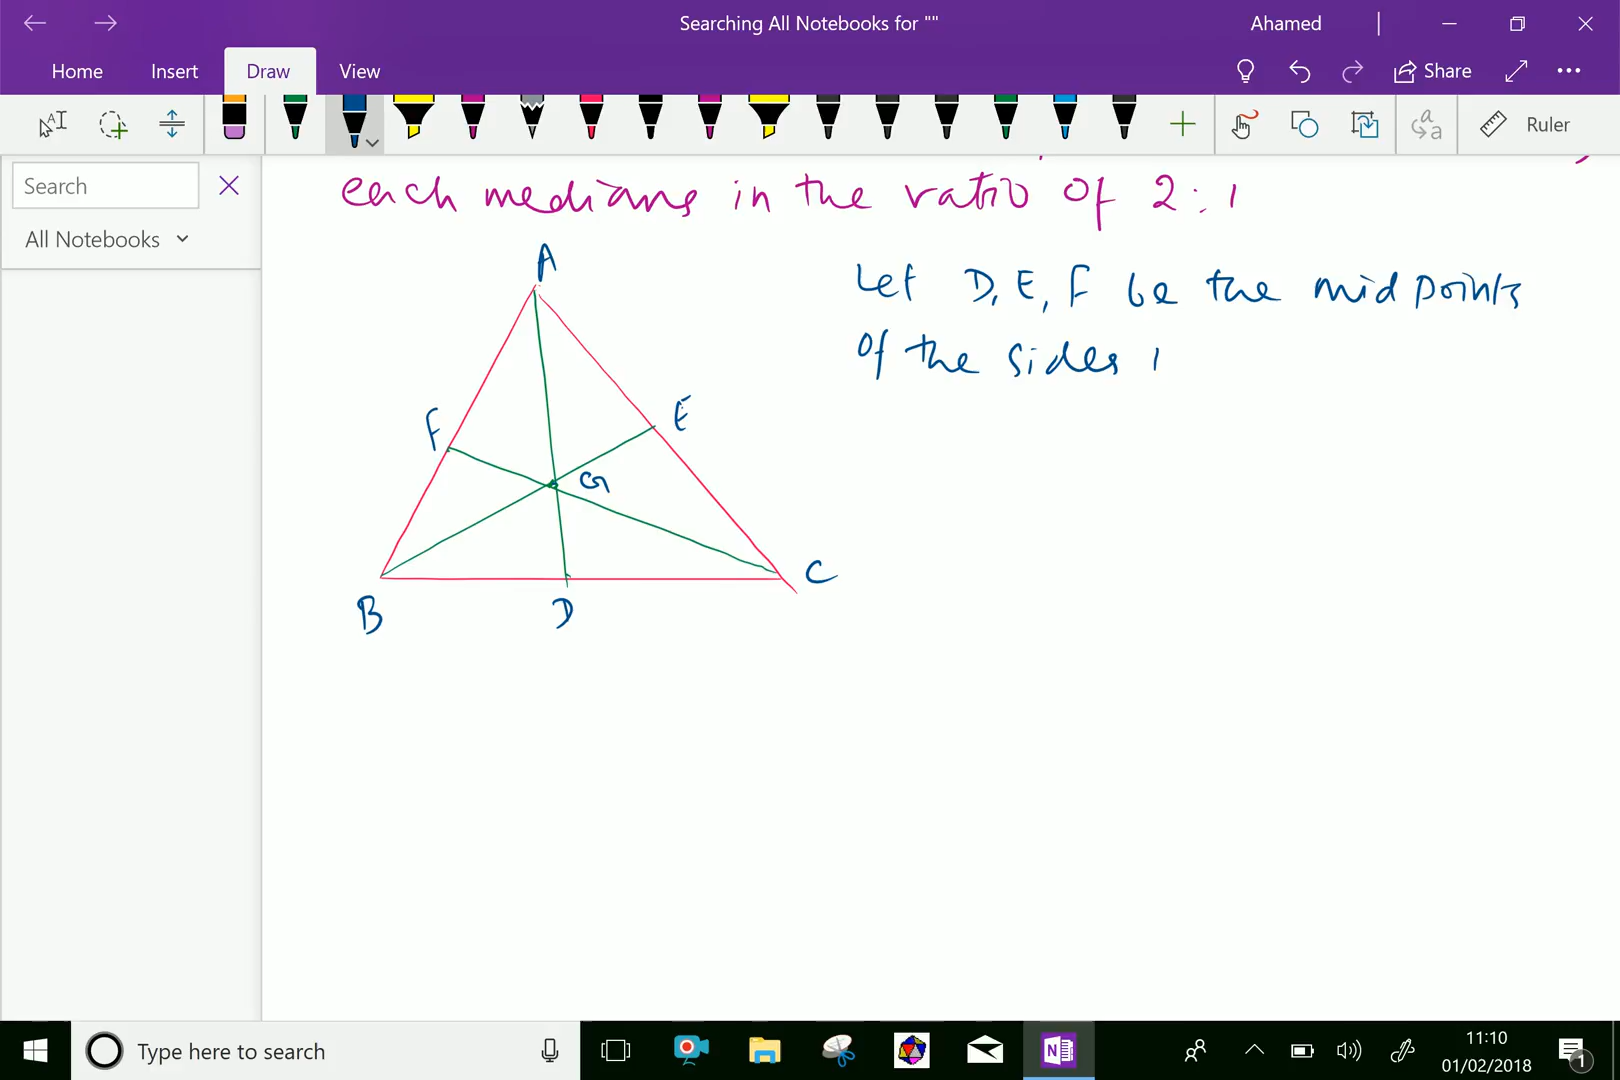 Searching All Notebooks for ""
Ahamed
Home Insert Draw View
Share
Ruler
Search
All Notebooks
each medians in the ratio of 2:1
A
Let D, E, F be the mid points
of the sides
F
E
G
B
D
C
Type here to search
11:10
01/02/2018
1